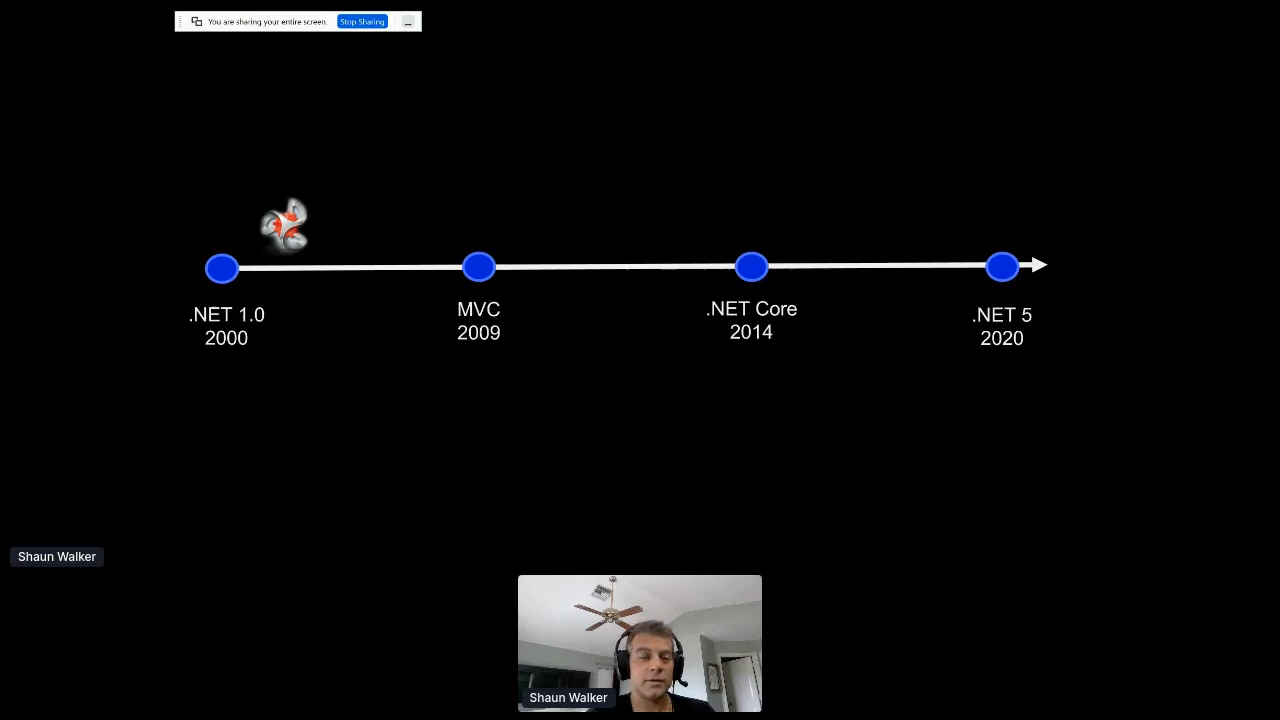 You are sharing your entire screen. Stop Sharing
.NET 1.0
2000
MVC
2009
.NET Core
2014
.NET 5
2020
Shaun Walker
Shaun Walker